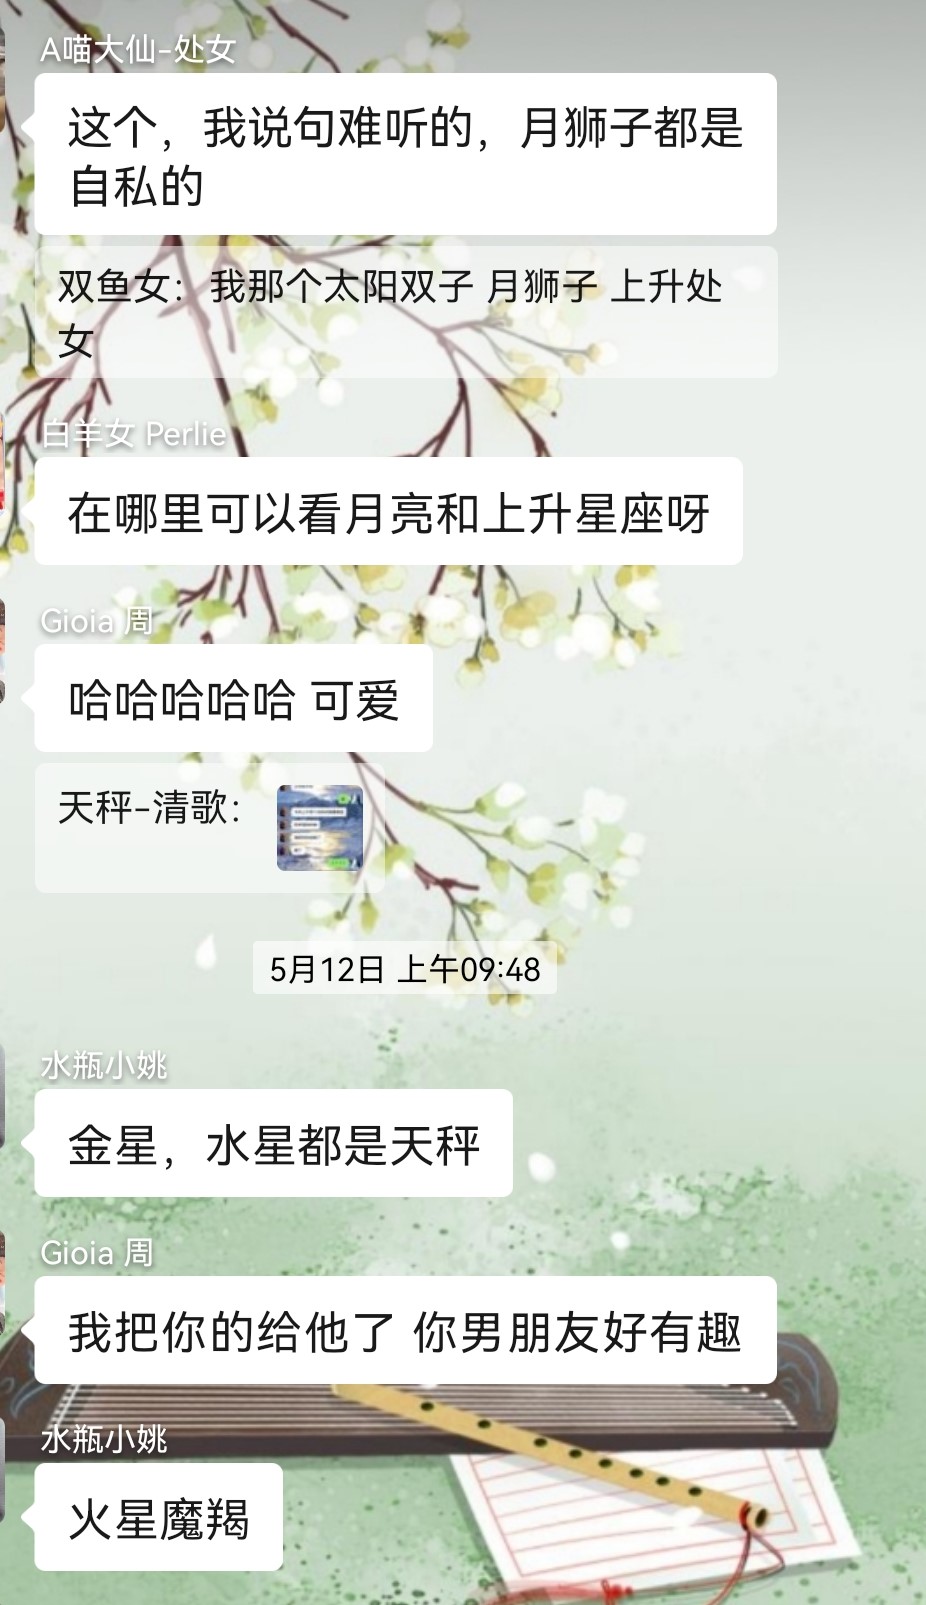 A喵大仙-处女
这个，我说句难听的，月狮子都是
自私的
双鱼女：我那个太阳双子 月狮子 上升处
女
白羊女 Perlie
在哪里可以看月亮和上升星座呀
Gioia 周
哈哈哈哈哈 可爱
天秤-清歌：
5月12日 上午09:48
水瓶小姚
金星，水星都是天秤
Gioia 周
我把你的给他了 你男朋友好有趣
水瓶小姚
火星魔羯